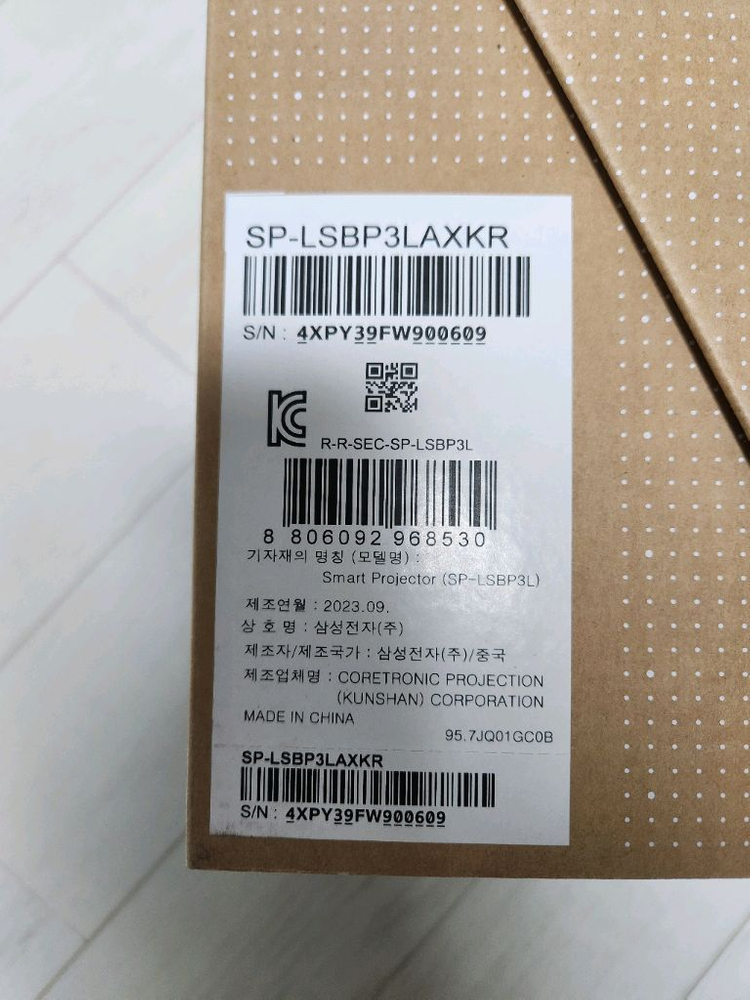 SP-LSBP3LAXKR
S/N : 4XPY39FW900609
R-R-SEC-SP-LSBP3L
8 806092 968530
기자재의 명칭 (모델명) :
Smart Projector (SP-LSBP3L)
제조연월 : 2023.09.
상 호 명 : 삼성전자(주)
제조자/제조국가 : 삼성전자(주)/중국
제조업체명 : CORETRONIC PROJECTION
(KUNSHAN) CORPORATION
MADE IN CHINA
95.7JQ01GC0B
SP-LSBP3LAXKR
S/N : 4XPY39FW900609